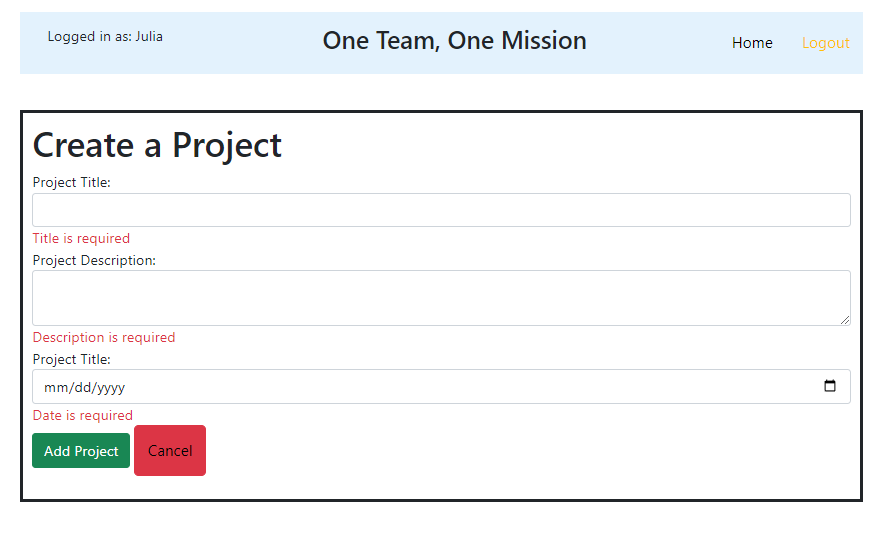 Logged in as: Julia One Team, One Mission Home Logout
Create a Project
Project Title:
Title is required
Project Description:
Description is required
Project Title:
mm/dd/yyyy
Date is required
Add Project Cancel